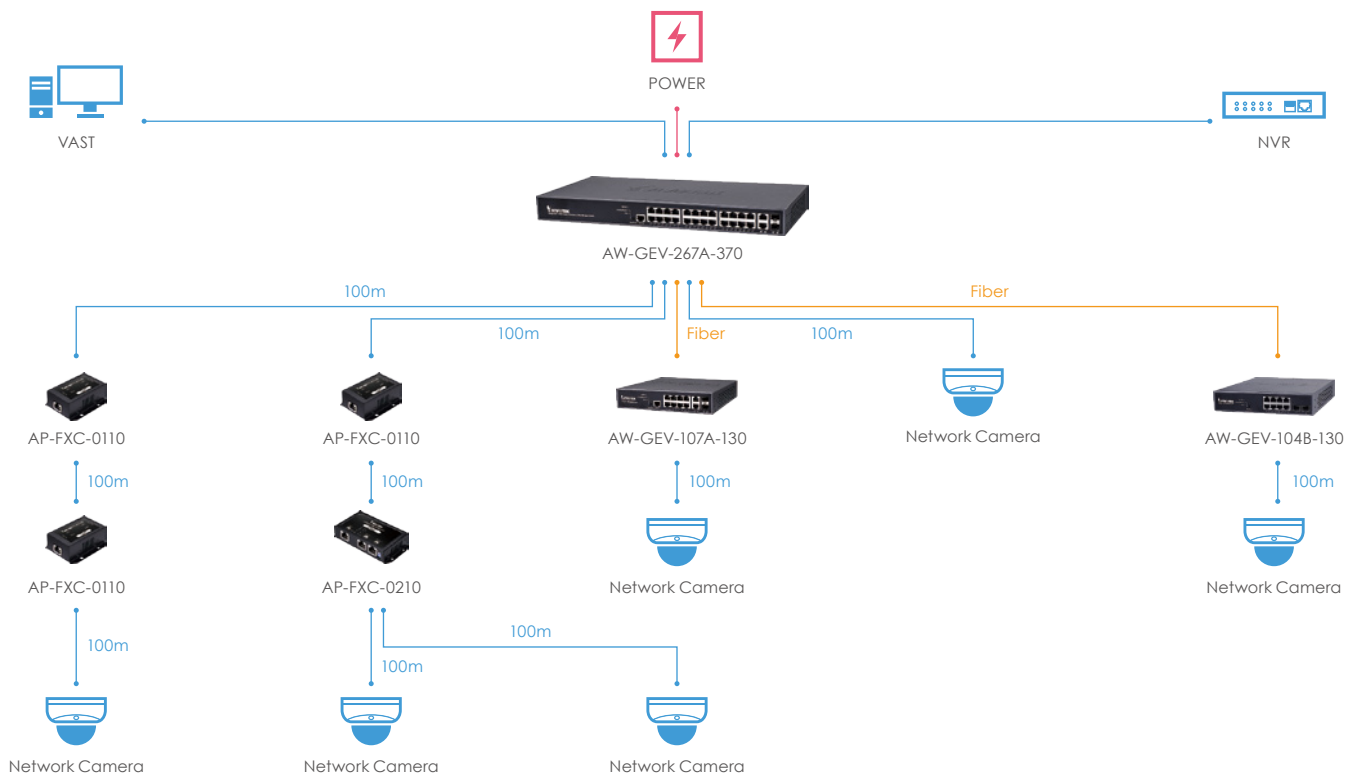 POWER
VAST
NVR
AW-GEV-267A-370
100m
Fiber
100m
Fiber
100m
AP-FXC-0110
AP-FXC-0110
AW-GEV-107A-130
Network Camera
AW-GEV-104B-130
100m
100m
100m
100m
AP-FXC-0110
AP-FXC-0210
Network Camera
Network Camera
100m
100m
100m
Network Camera
Network Camera
Network Camera